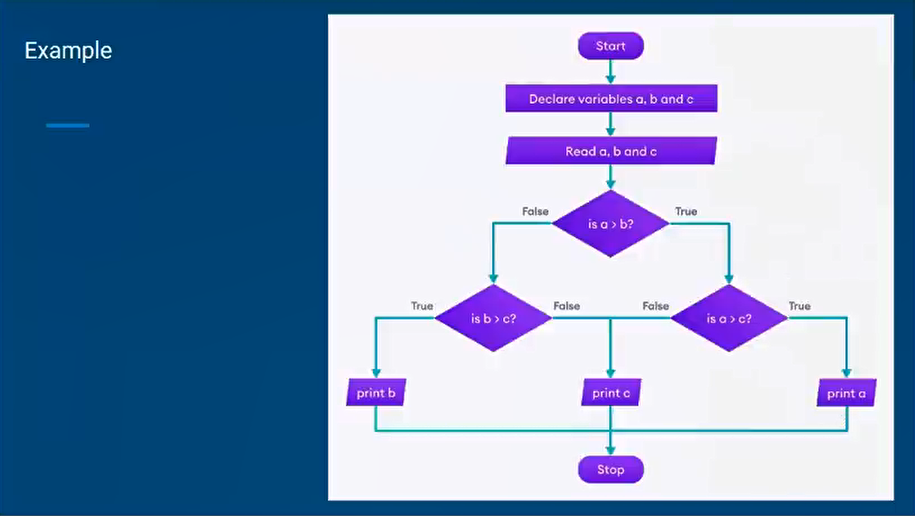 Example
Start
Declare variables a, b and c
Read a, b and c
False
True
is a > b?
True
is b > c?
False
False
is a > c?
True
print b
print c
print a
Stop